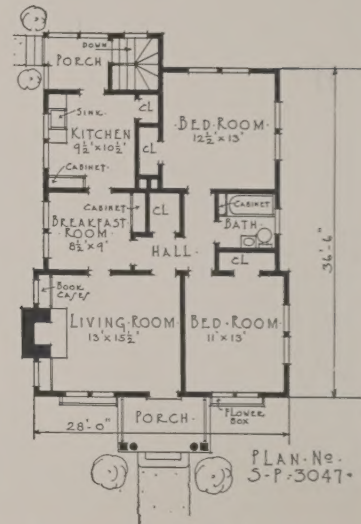 DOWN
PORCH
SINK
CL
KITCHEN
9½'X10½'
CL
BED·ROOM·
12½'X13'
CABINET
CABINET
CL
CABINET
BREAKFAST
ROOM·
8½'X9'
BATH·
HALL·
CL
BOOK
CASES
LIVING·ROOM·
13'X15½'
BED·ROOM
11'X13'
36'-6"
PORCH·
FLOWER
BOX
28'-0"
PLAN·No.
S-P-3047·